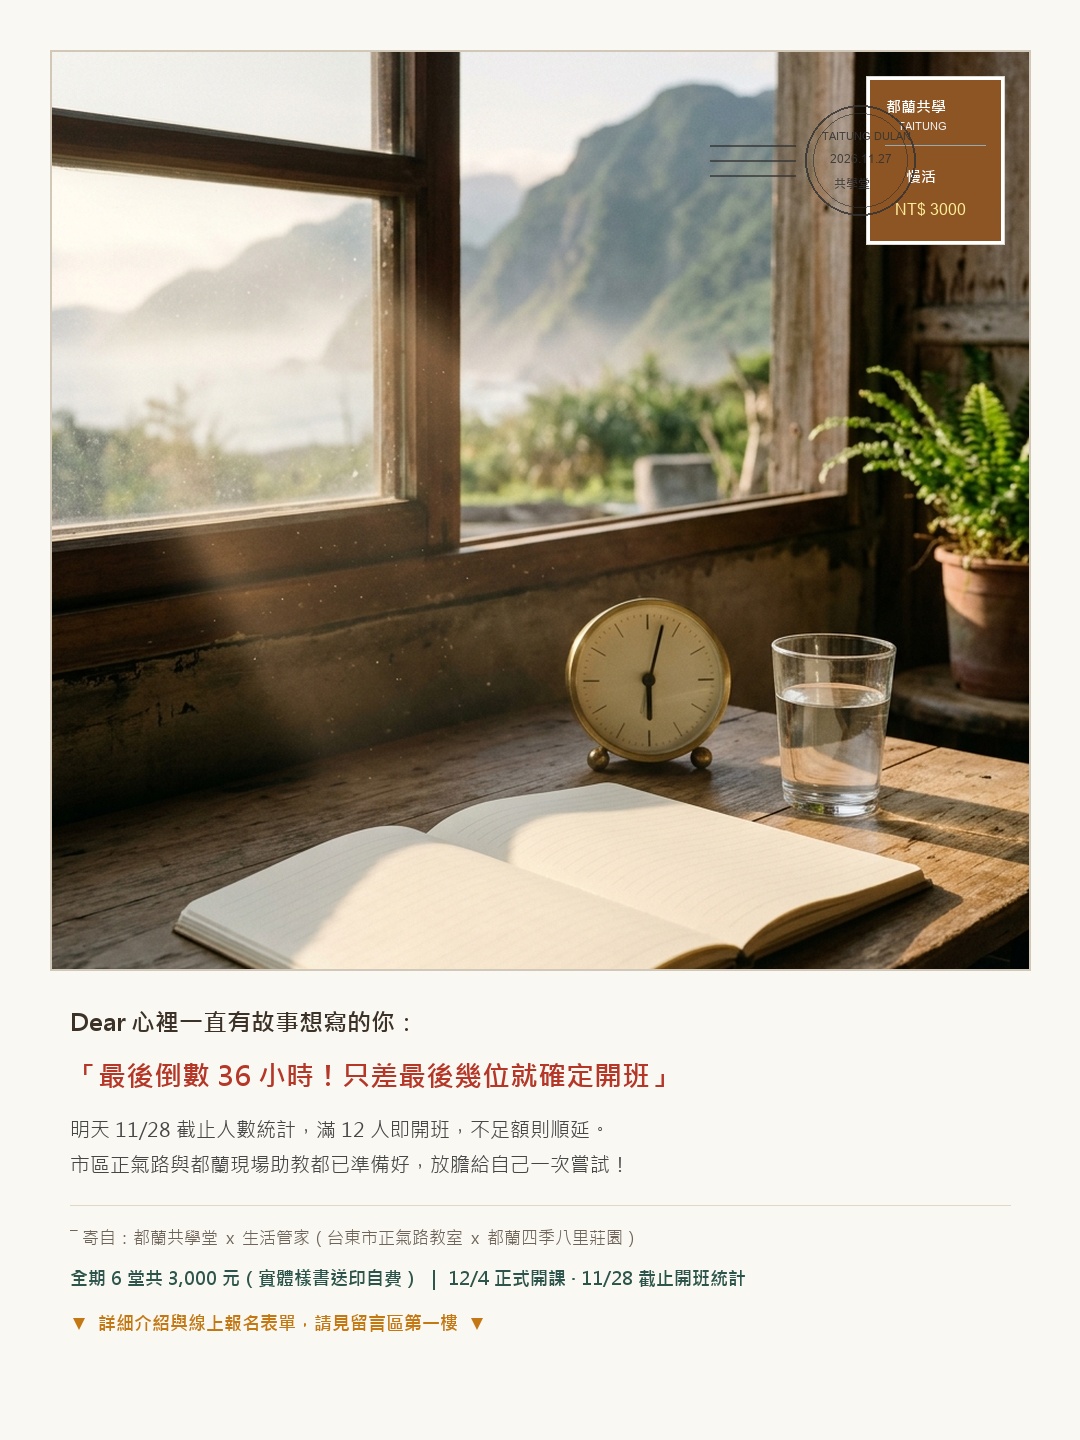 都蘭共學
TAITUNG
慢活
NT$ 3000
TAITUNG DULAN
2026.11.27
共學堂
Dear 心裡一直有故事想寫的你：
「最後倒數 36 小時！只差最後幾位就確定開班」
明天 11/28 截止人數統計，滿 12 人即開班，不足額則順延。
市區正氣路與都蘭現場助教都已準備好，放膽給自己一次嘗試！
寄自：都蘭共學堂 x 生活管家 ( 台東市正氣路教室 x 都蘭四季八里莊園 )
全期 6 堂共 3,000 元 ( 實體樣書送印自費 ) | 12/4 正式開課 · 11/28 截止開班統計
▼ 詳細介紹與線上報名表單，請見留言區第一樓 ▼